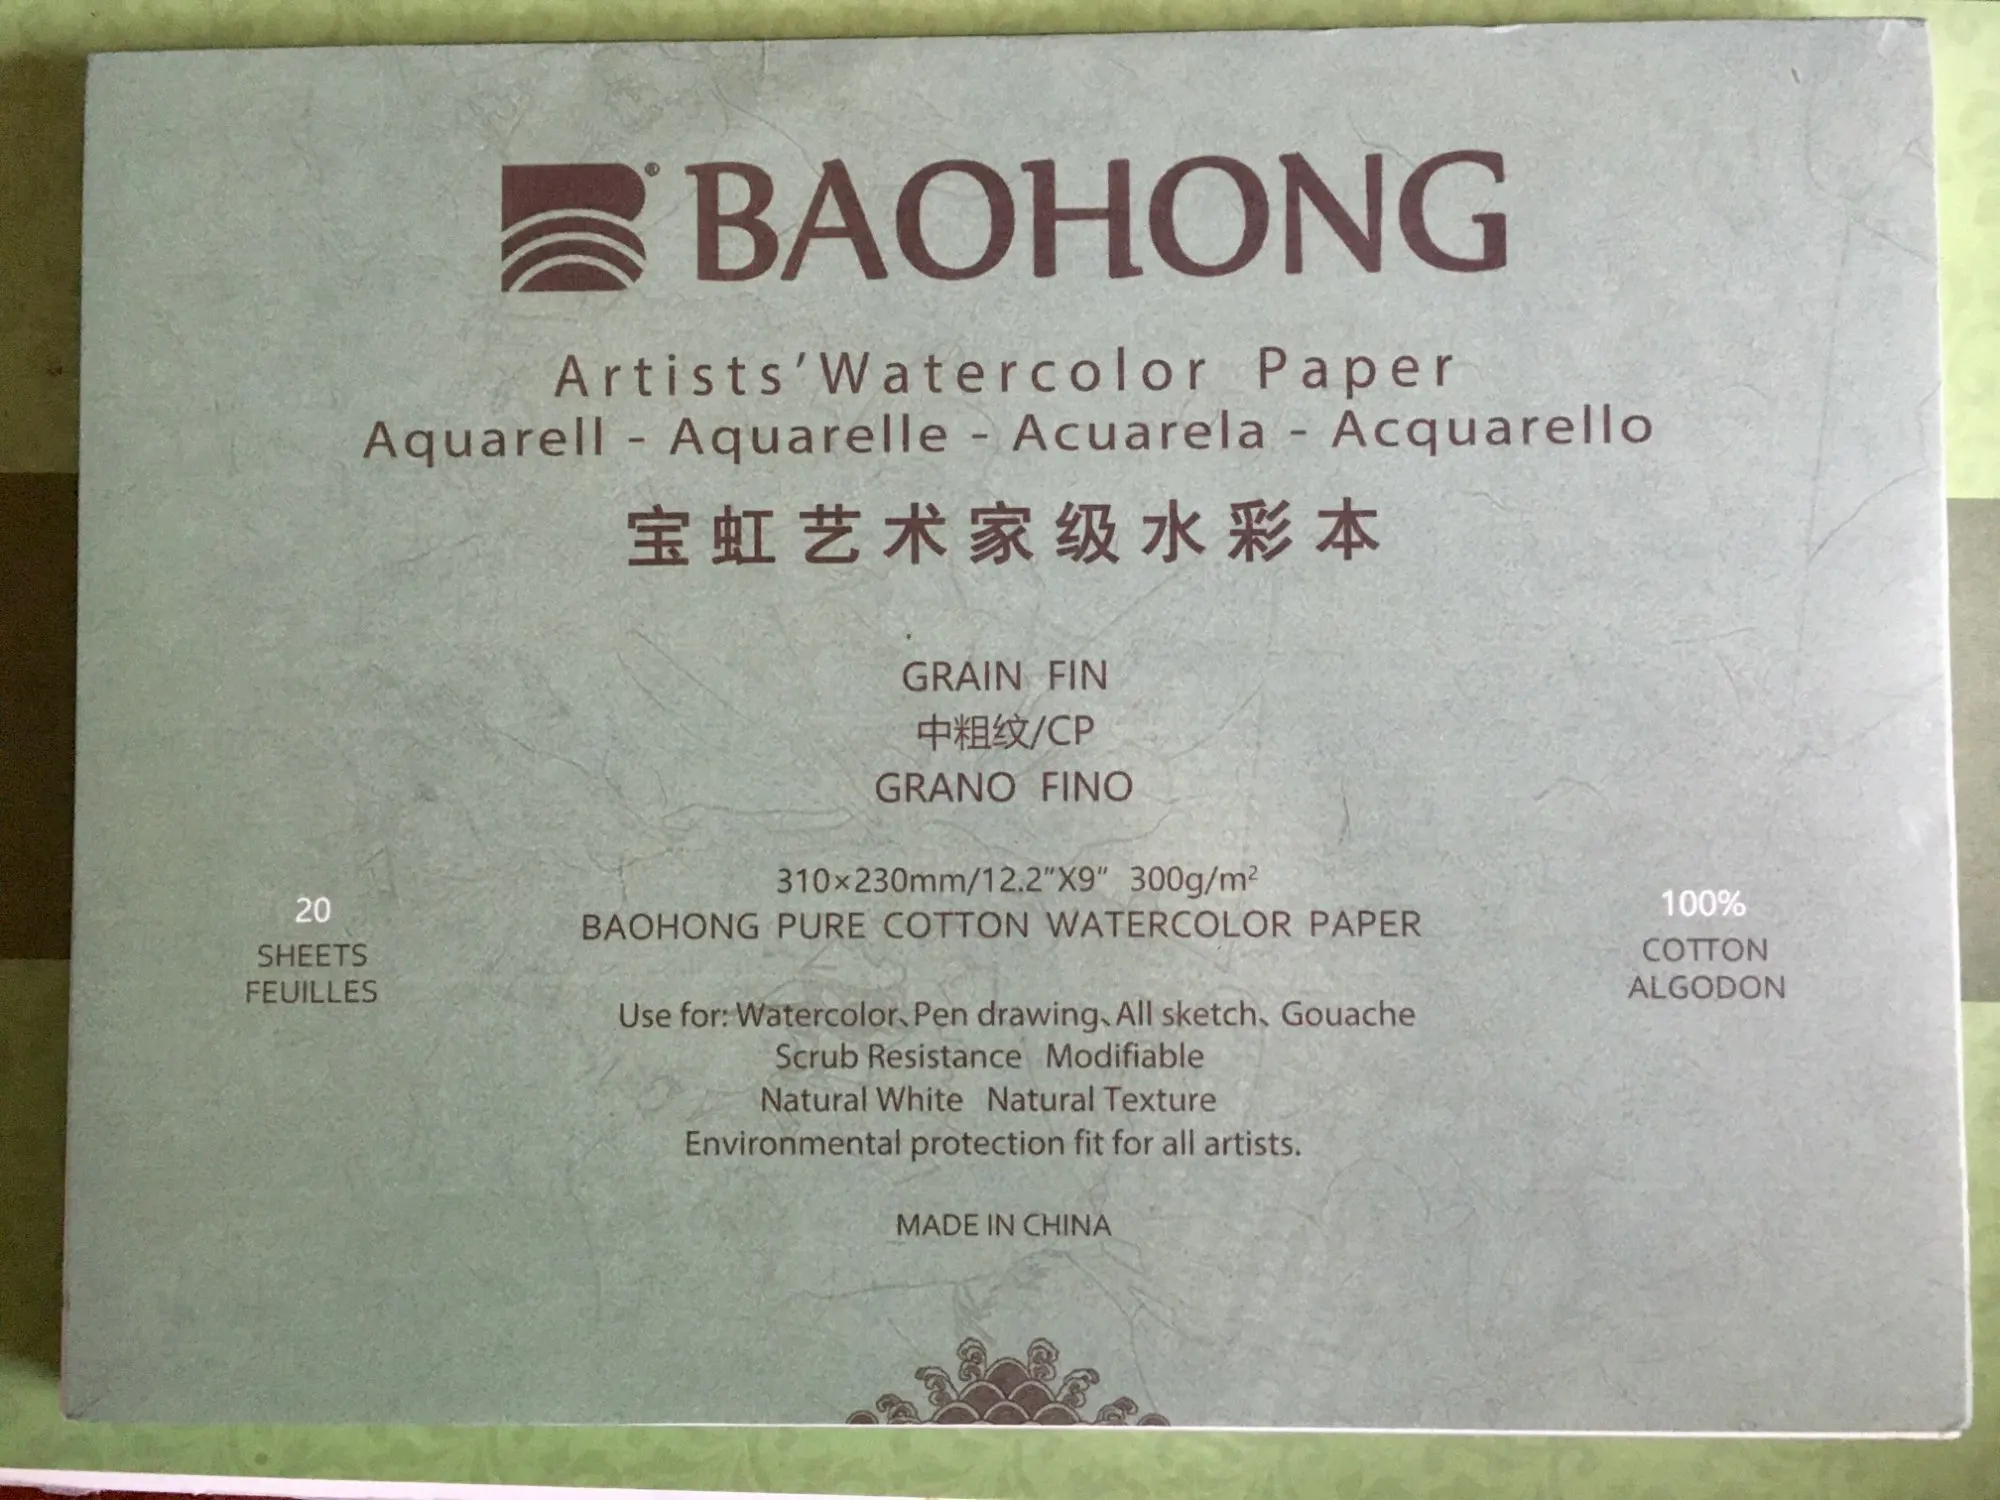 BAOHONG®
Artists' Watercolor Paper
Aquarell - Aquarelle - Acuarela - Acquarello
宝虹艺术家级水彩本
GRAIN FIN
中粗纹/CP
GRANO FINO
310×230mm/12.2"X9" 300g/m²
BAOHONG PURE COTTON WATERCOLOR PAPER
20
SHEETS
FEUILLES
100%
COTTON
ALGODON
Use for: Watercolor、Pen drawing、All sketch、Gouache
Scrub Resistance Modifiable
Natural White Natural Texture
Environmental protection fit for all artists.
MADE IN CHINA